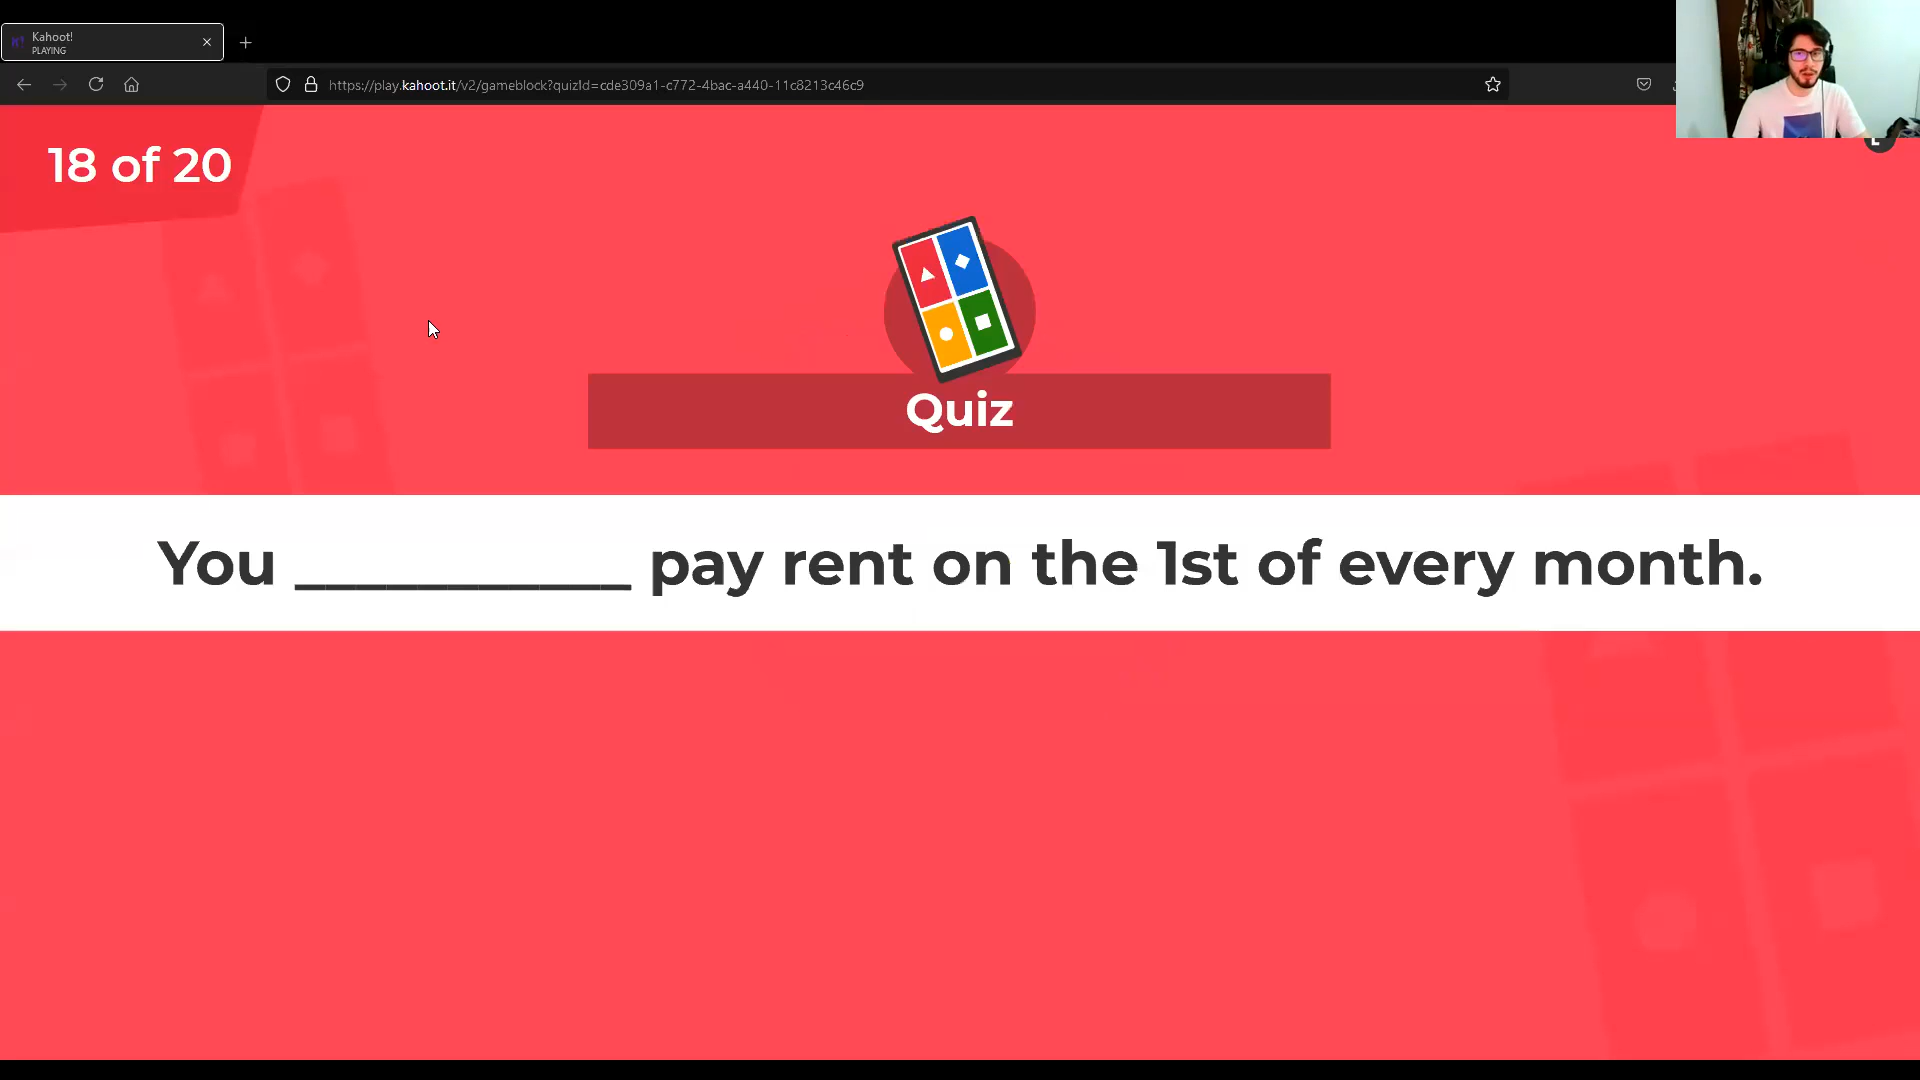 Kahoot!
PLAYING
https://play.kahoot.it/v2/gameblock?quizId=cde309a1-c772-4bac-a440-11c8213c46c9
18 of 20
Quiz
You ___________ pay rent on the 1st of every month.